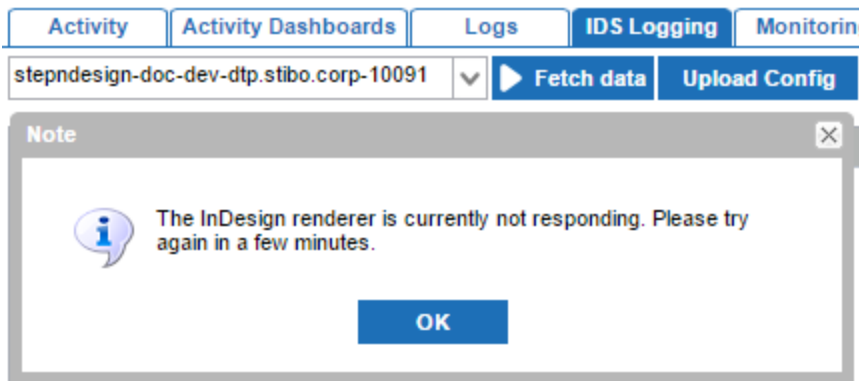 Activity Activity Dashboards Logs IDS Logging
stepndesign-doc-dev-dtp.stibo.corp-10091 Fetch data Upload Config
Note
The InDesign renderer is currently not responding. Please try
again in a few minutes.
OK